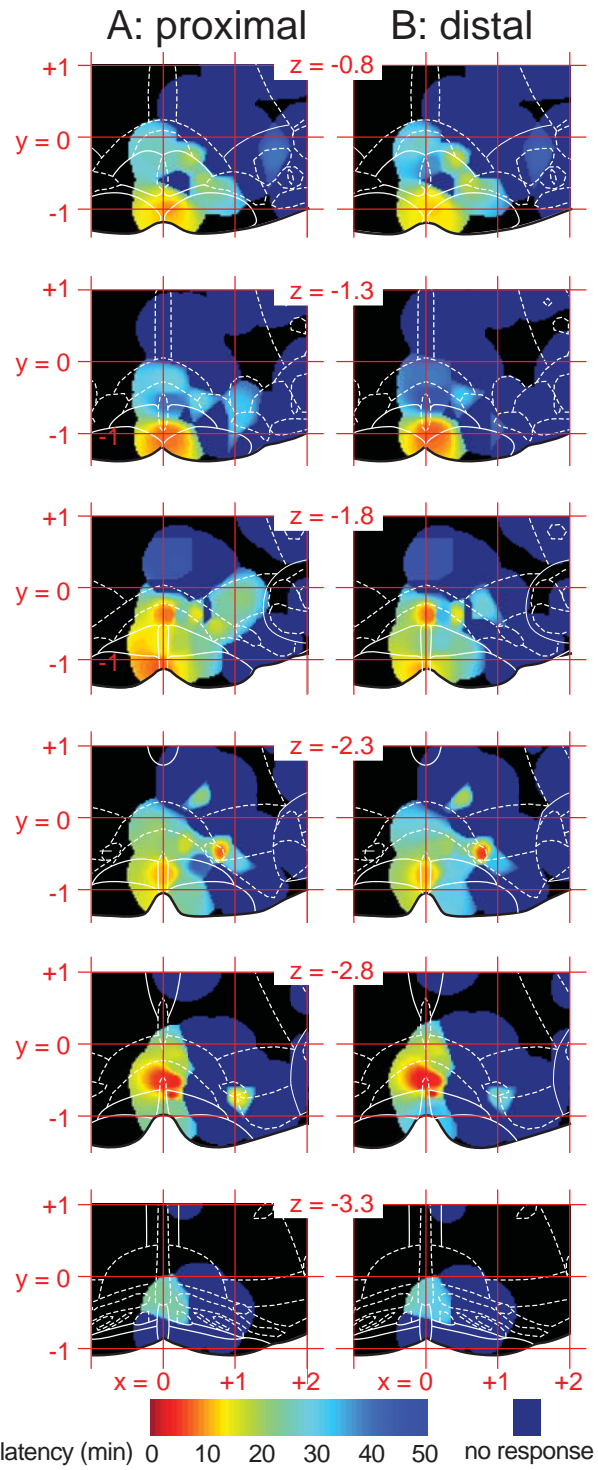 A: proximal B: distal
+1 z = -0.8
y = 0
-1
+1 z = -1.3
y = 0
-1 -1
+1 z = -1.8
y = 0
-1 -1
+1 z = -2.3
y = 0
-1
+1 z = -2.8
y = 0
-1
+1 z = -3.3
y = 0
-1
x = 0 +1 x = 0 +1 +2
latency (min) 0 10 20 30 40 50 no response